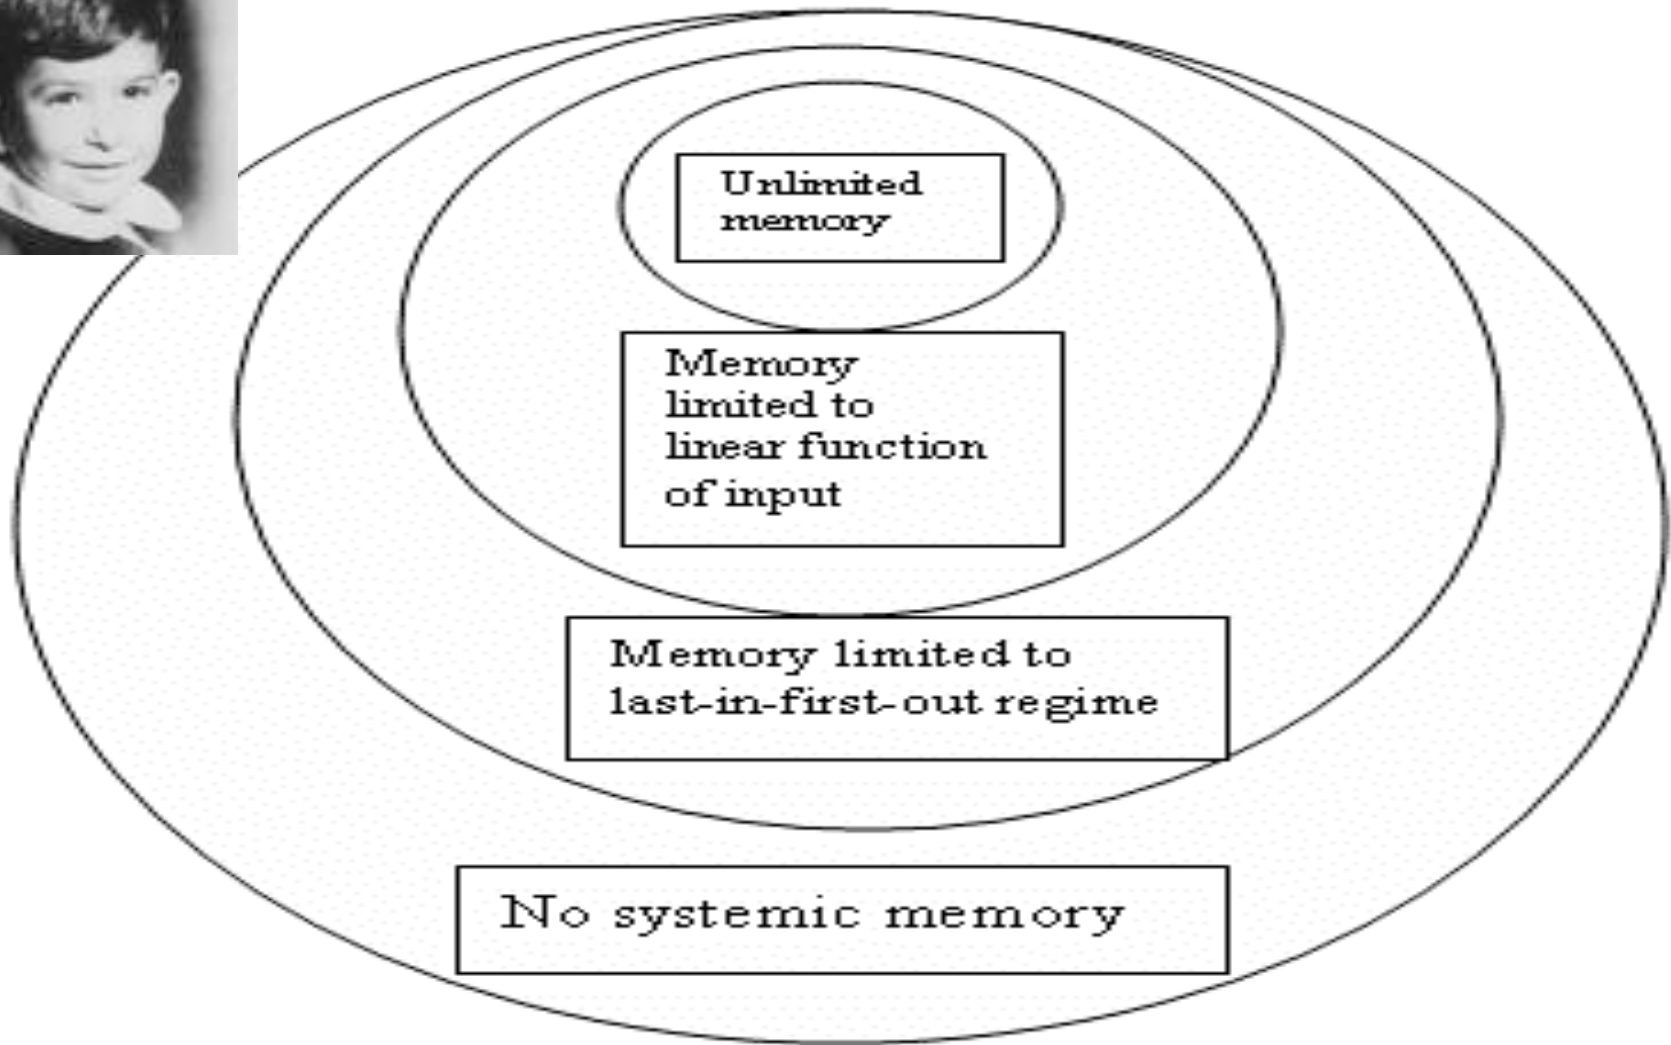 Unlimited
memory
Memory
limited to
linear function
of input
Memory limited to
last-in-first-out regime
No systemic memory